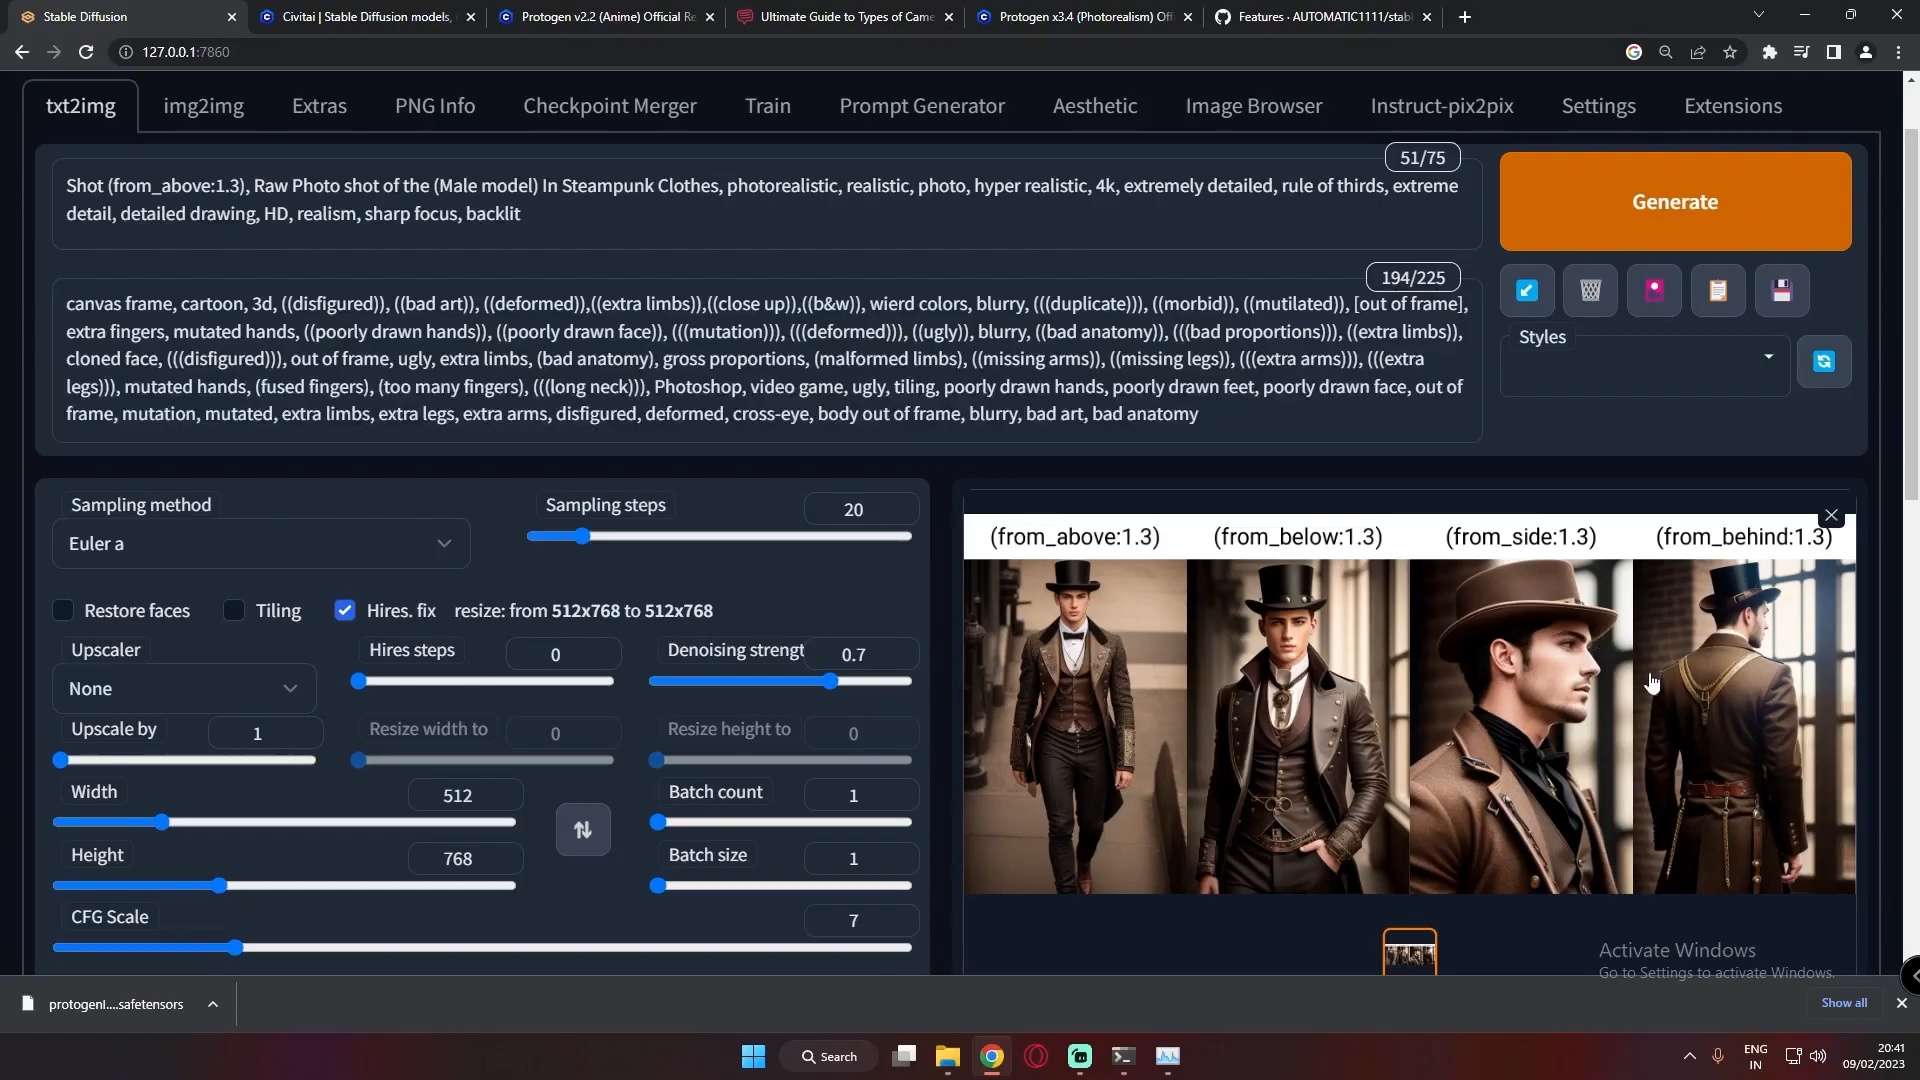 Stable Diffusion
Civitai | Stable Diffusion models,
Protogen v2.2 (Anime) Official Re
Ultimate Guide to Types of Came
Protogen x3.4 (Photorealism) Off
Features · AUTOMATIC1111/stabl
127.0.0.1:7860
txt2img
img2img
Extras
PNG Info
Checkpoint Merger
Train
Prompt Generator
Aesthetic
Image Browser
Instruct-pix2pix
Settings
Extensions
51/75
Shot (from_above:1.3), Raw Photo shot of the (Male model) In Steampunk Clothes, photorealistic, realistic, photo, hyper realistic, 4k, extremely detailed, rule of thirds, extreme
detail, detailed drawing, HD, realism, sharp focus, backlit
Generate
194/225
canvas frame, cartoon, 3d, ((disfigured)), ((bad art)), ((deformed)),((extra limbs)),((close up)),((b&w)), wierd colors, blurry, (((duplicate))), ((morbid)), ((mutilated)), [out of frame],
extra fingers, mutated hands, ((poorly drawn hands)), ((poorly drawn face)), (((mutation))), (((deformed))), ((ugly)), blurry, ((bad anatomy)), (((bad proportions))), ((extra limbs)),
cloned face, (((disfigured))), out of frame, ugly, extra limbs, (bad anatomy), gross proportions, (malformed limbs), ((missing arms)), ((missing legs)), (((extra arms))), (((extra
legs))), mutated hands, (fused fingers), (too many fingers), (((long neck))), Photoshop, video game, ugly, tiling, poorly drawn hands, poorly drawn feet, poorly drawn face, out of
frame, mutation, mutated, extra limbs, extra legs, extra arms, disfigured, deformed, cross-eye, body out of frame, blurry, bad art, bad anatomy
Styles
Sampling method
Euler a
Sampling steps
20
Restore faces
Tiling
Hires. fix
resize: from 512x768 to 512x768
Upscaler
None
Hires steps
0
Denoising strengt
0.7
Upscale by
1
Resize width to
0
Resize height to
0
Width
512
Batch count
1
Height
768
Batch size
1
CFG Scale
7
(from_above:1.3)
(from_below:1.3)
(from_side:1.3)
(from_behind:1.3)
Activate Windows
Go to Settings to activate Windows.
protogenI....safetensors
Show all
Search
ENG
IN
20:41
09/02/2023